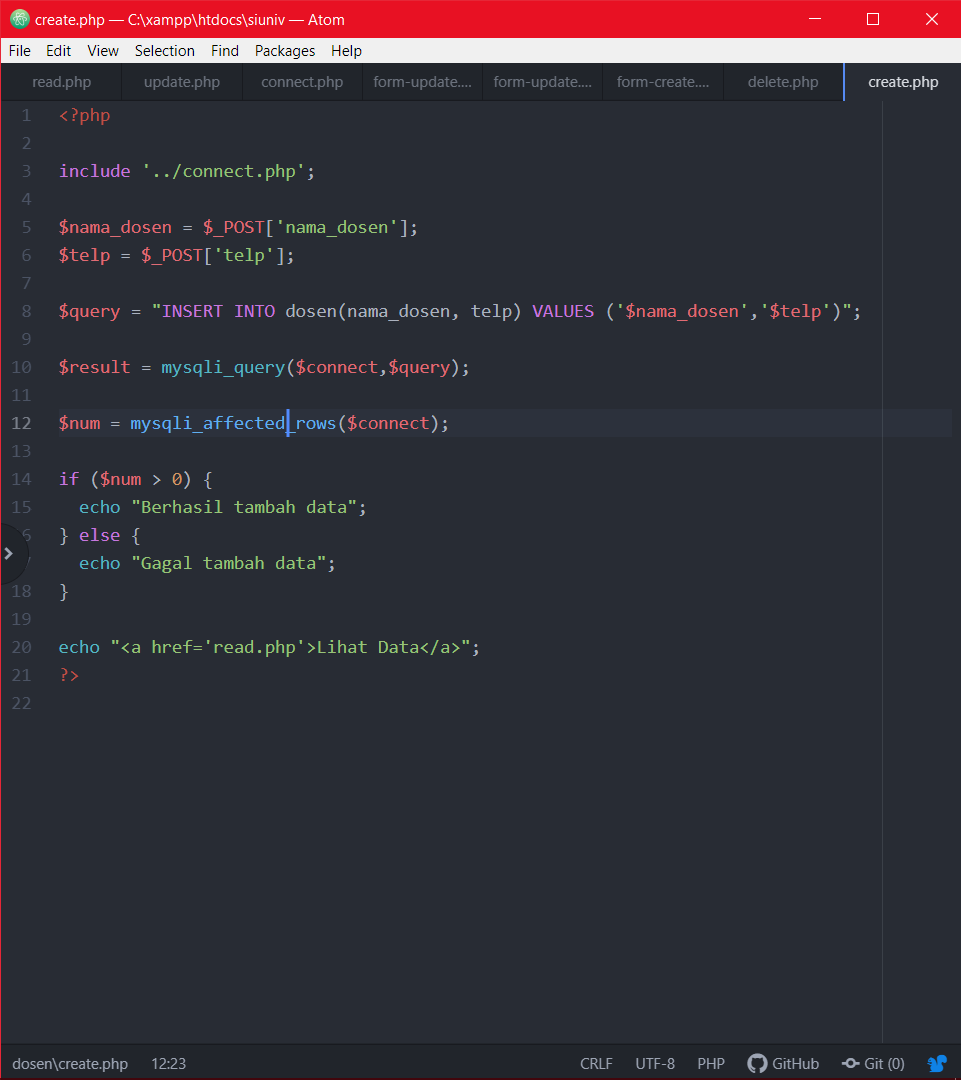 create.php — C:\xampp\htdocs\siuniv — Atom
File Edit View Selection Find Packages Help
read.php update.php connect.php form-update.... form-update.... form-create.... delete.php create.php
1 <?php
2
3 include '../connect.php';
4
5 $nama_dosen = $_POST['nama_dosen'];
6 $telp = $_POST['telp'];
7
8 $query = "INSERT INTO dosen(nama_dosen, telp) VALUES ('$nama_dosen','$telp')";
9
10 $result = mysqli_query($connect,$query);
11
12 $num = mysqli_affected_rows($connect);
13
14 if ($num > 0) {
15 echo "Berhasil tambah data";
} else {
echo "Gagal tambah data";
18 }
19
20 echo "<a href='read.php'>Lihat Data</a>";
21 ?>
22
dosen\create.php 12:23 CRLF UTF-8 PHP GitHub Git (0)